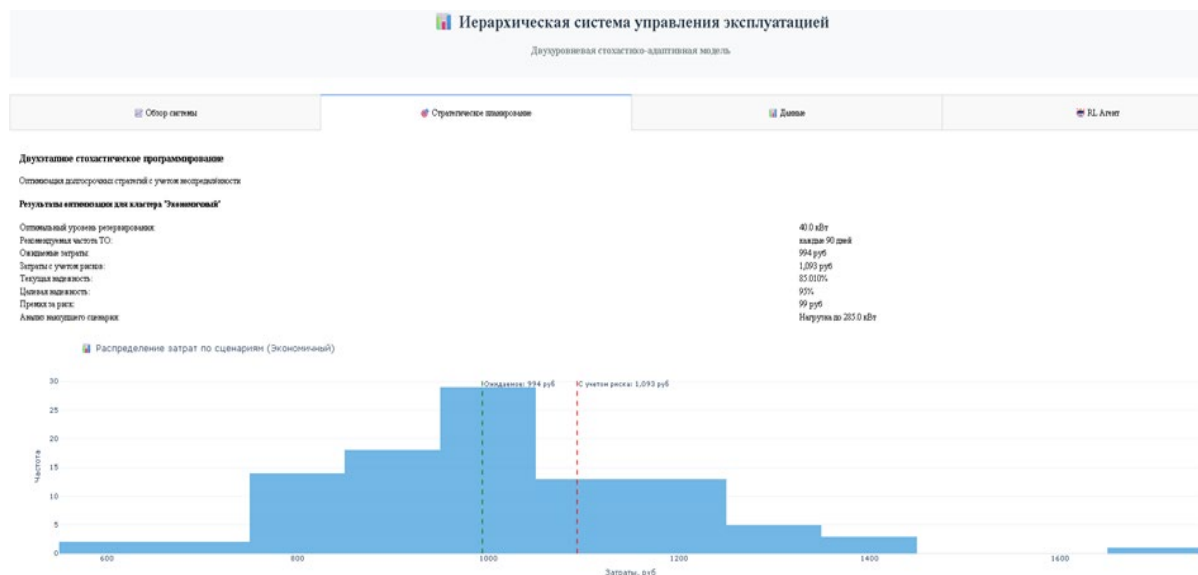 Иерархическая система управления эксплуатацией
Двухуровневая стохастико-адаптивная модель
Обзор системы
Стратегическое планирование
Данные
RL Агент
Двухэтапное стохастическое программирование
Оптимизация долгосрочных стратегий с учетом неопределённости
Результаты оптимизации для кластера "Экономичный"
Оптимальный уровень резервирования: 40.0 кВт
Рекомендуемая частота ТО: каждые 90 дней
Ожидаемые затраты: 994 руб
Затраты с учетом рисков: 1,093 руб
Текущая надежность: 85.010%
Целевая надежность: 95%
Премия за риск: 99 руб
Анализ наихудшего сценария: Нагрузка до 285.0 кВт
Распределение затрат по сценариям (Экономичный)
Ожидаемое: 994 руб
С учетом риска: 1,093 руб
30
25
20
15
10
5
0
Частота
600 800 1000 1200 1400 1600
Затраты, руб